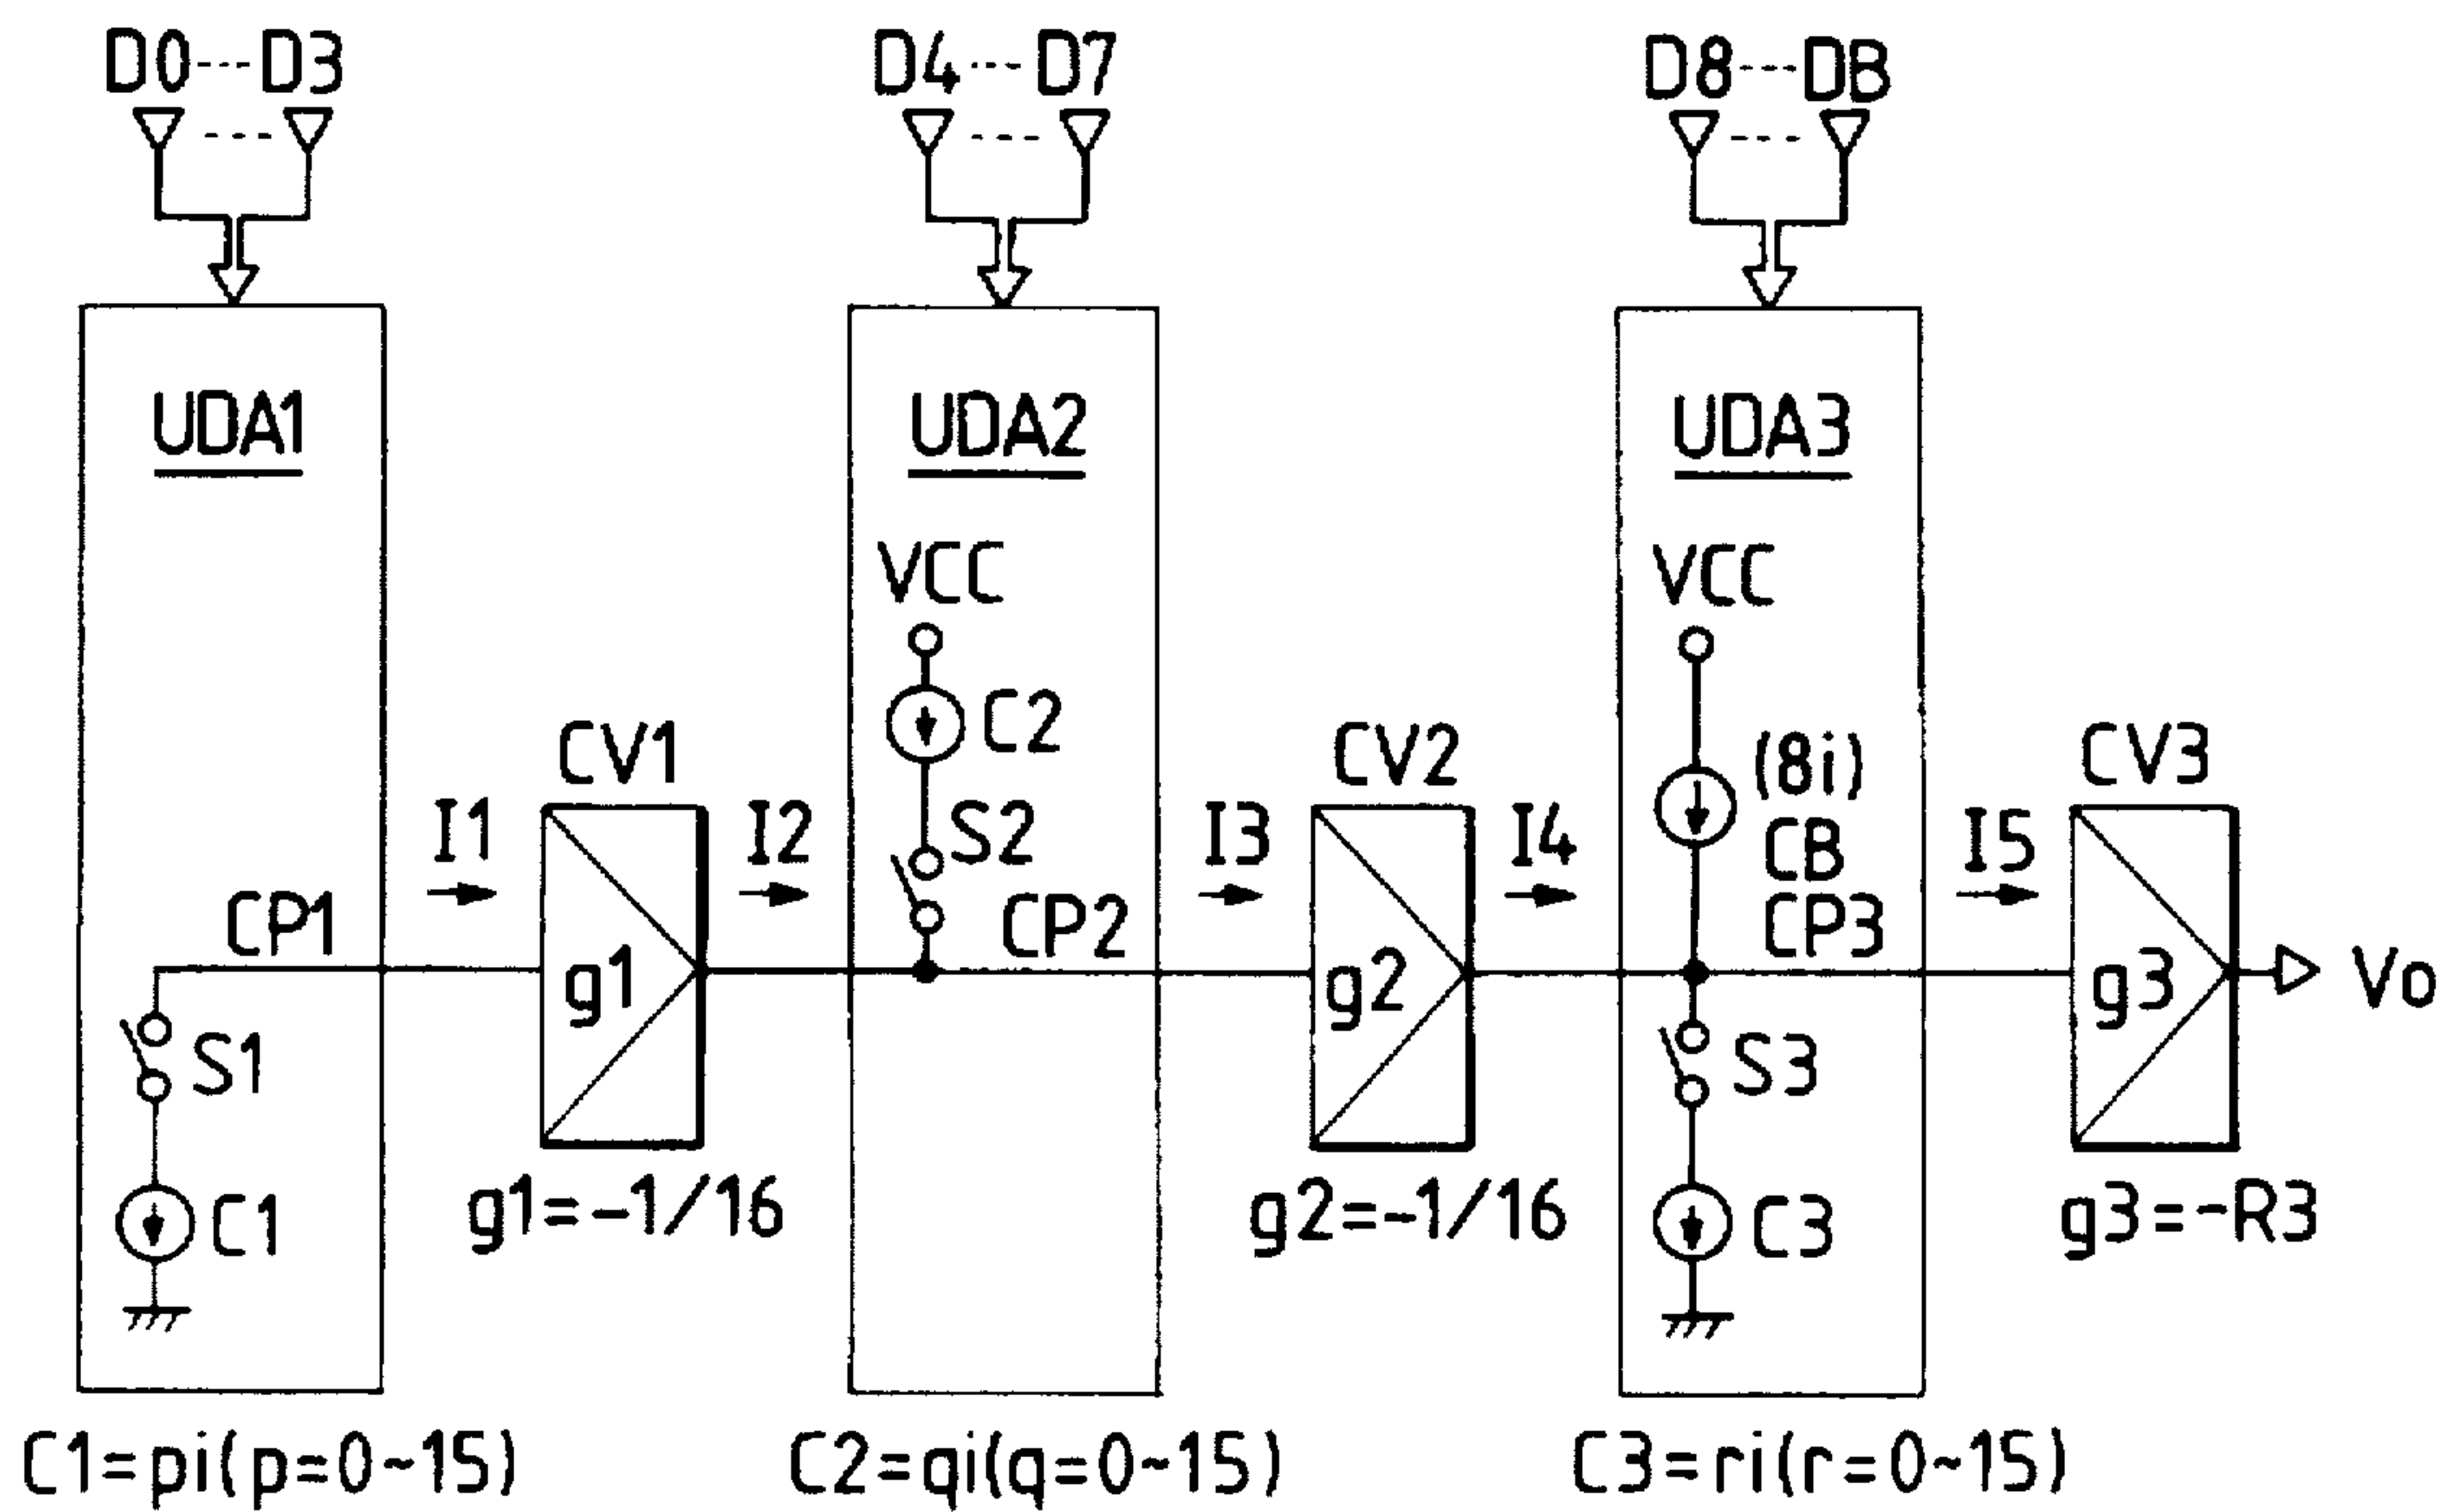 D0---D3
D4---D7
D8---DB
UDA1
UDA2
UDA3
VCC
VCC
C2
S2
CP2
(8i)
CB
CP3
CV1
CV2
CV3
I1
I2
I3
I4
I5
CP1
g1
g2
g3
Vo
S1
S3
C1
C3
g1=-1/16
g2=-1/16
g3=-R3
C1=pi(p=0~15)
C2=qi(q=0~15)
C3=ri(r=0~15)